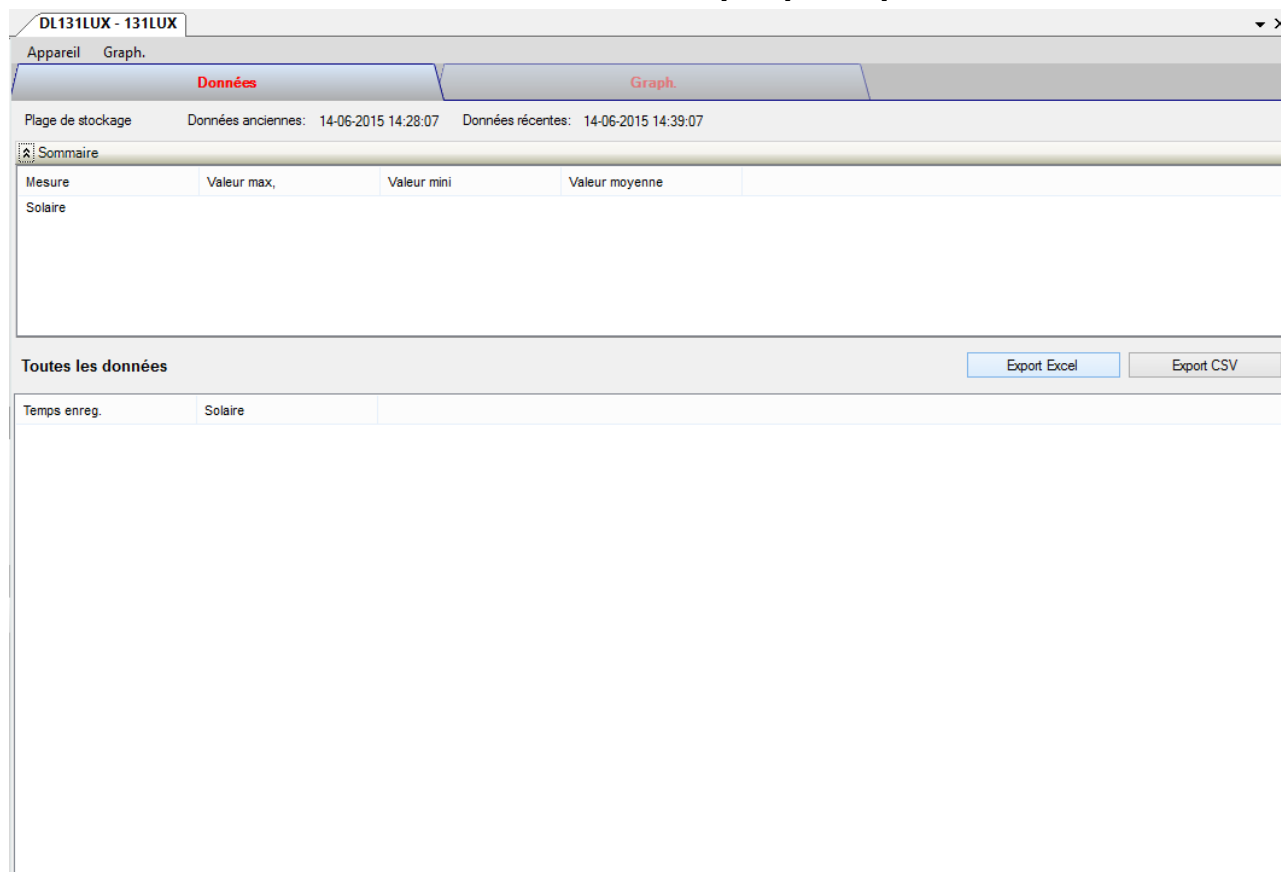 DL131LUX - 131LUX
Appareil Graph.
Données Graph.
Plage de stockage Données anciennes: 14-06-2015 14:28:07 Données récentes: 14-06-2015 14:39:07
Sommaire
Mesure Valeur max, Valeur mini Valeur moyenne
Solaire
Toutes les données Export Excel Export CSV
Temps enreg. Solaire